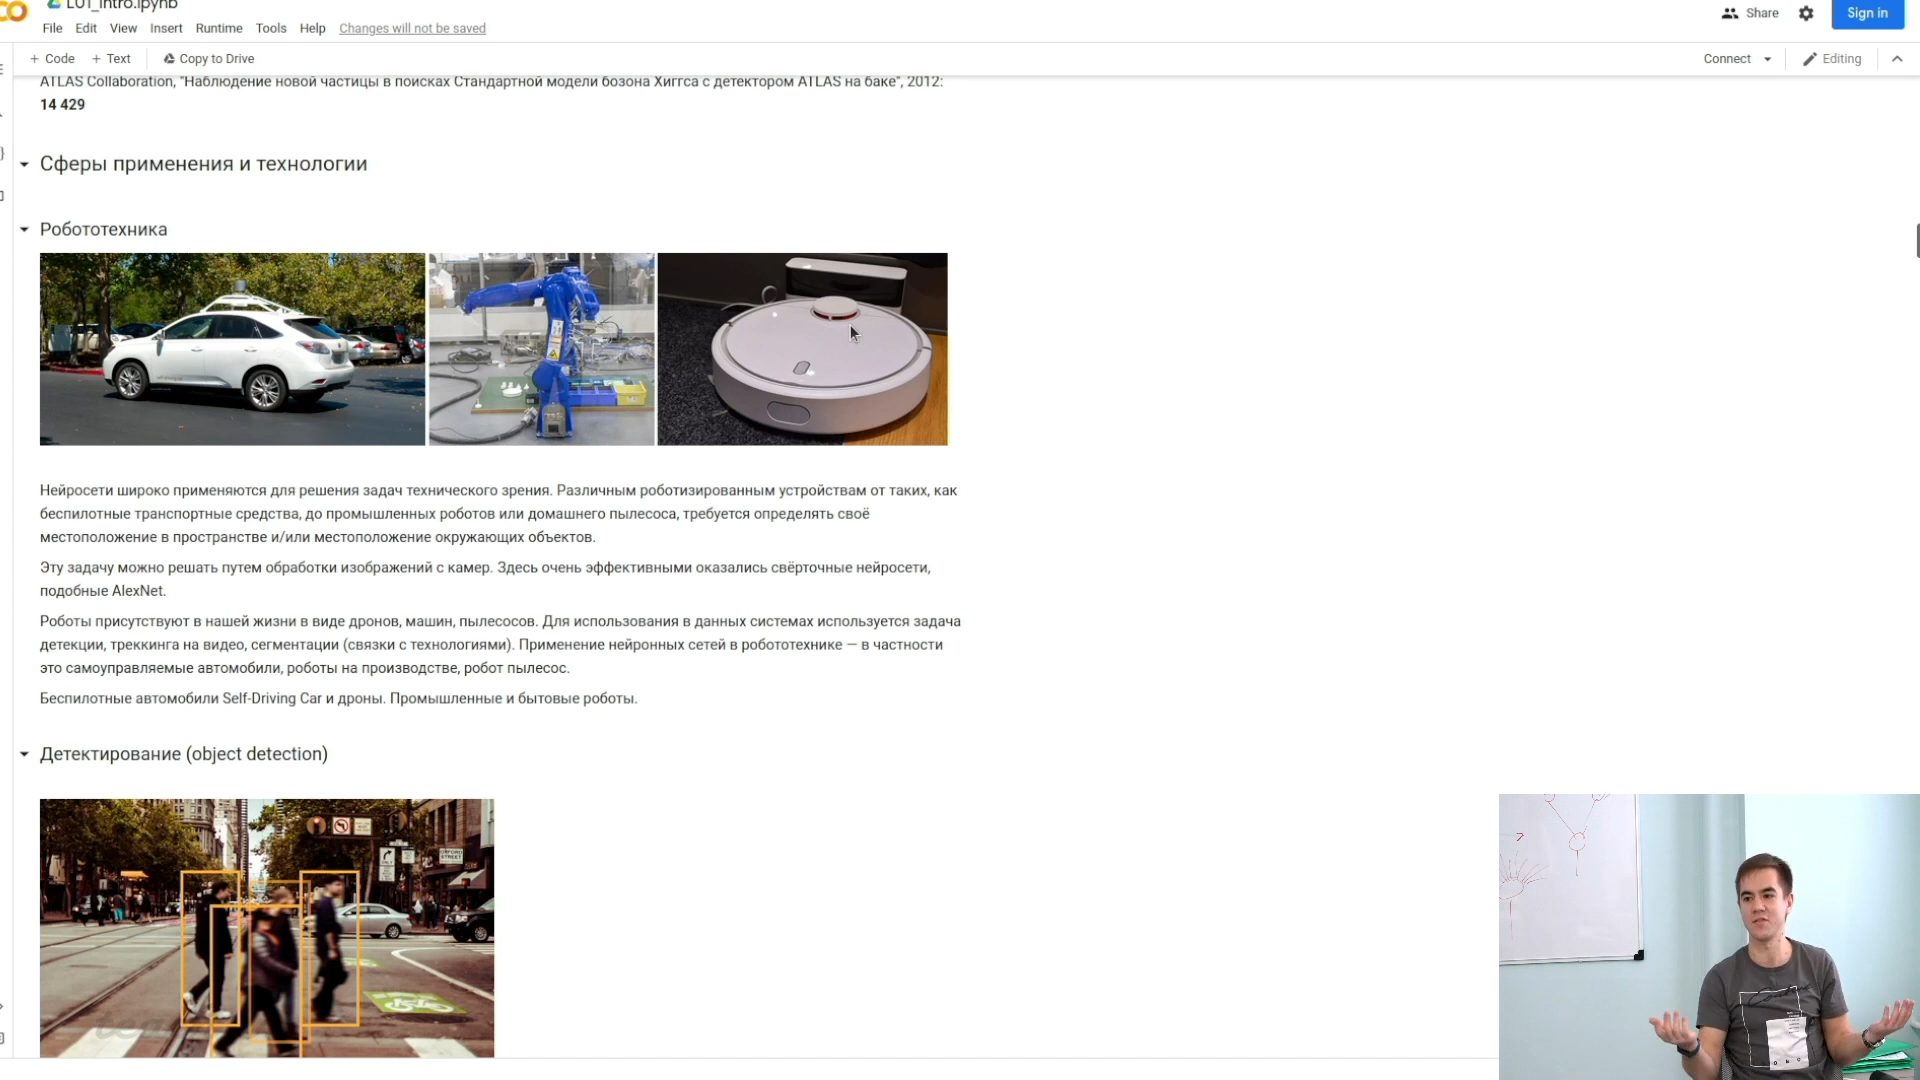 L01_Intro.ipynb
File Edit View Insert Runtime Tools Help Changes will not be saved
Share
Sign in
+ Code + Text Copy to Drive
Connect
Editing
ATLAS Collaboration, "Наблюдение новой частицы в поисках Стандартной модели бозона Хиггса с детектором ATLAS на баке", 2012:
14 429
Сферы применения и технологии
Робототехника
Нейросети широко применяются для решения задач технического зрения. Различным роботизированным устройствам от таких, как
беспилотные транспортные средства, до промышленных роботов или домашнего пылесоса, требуется определять своё
местоположение в пространстве и/или местоположение окружающих объектов.
Эту задачу можно решать путем обработки изображений с камер. Здесь очень эффективными оказались свёрточные нейросети,
подобные AlexNet.
Роботы присутствуют в нашей жизни в виде дронов, машин, пылесосов. Для использования в данных системах используется задача
детекции, треккинга на видео, сегментации (связки с технологиями). Применение нейронных сетей в робототехнике — в частности
это самоуправляемые автомобили, роботы на производстве, робот пылесос.
Беспилотные автомобили Self-Driving Car и дроны. Промышленные и бытовые роботы.
Детектирование (object detection)